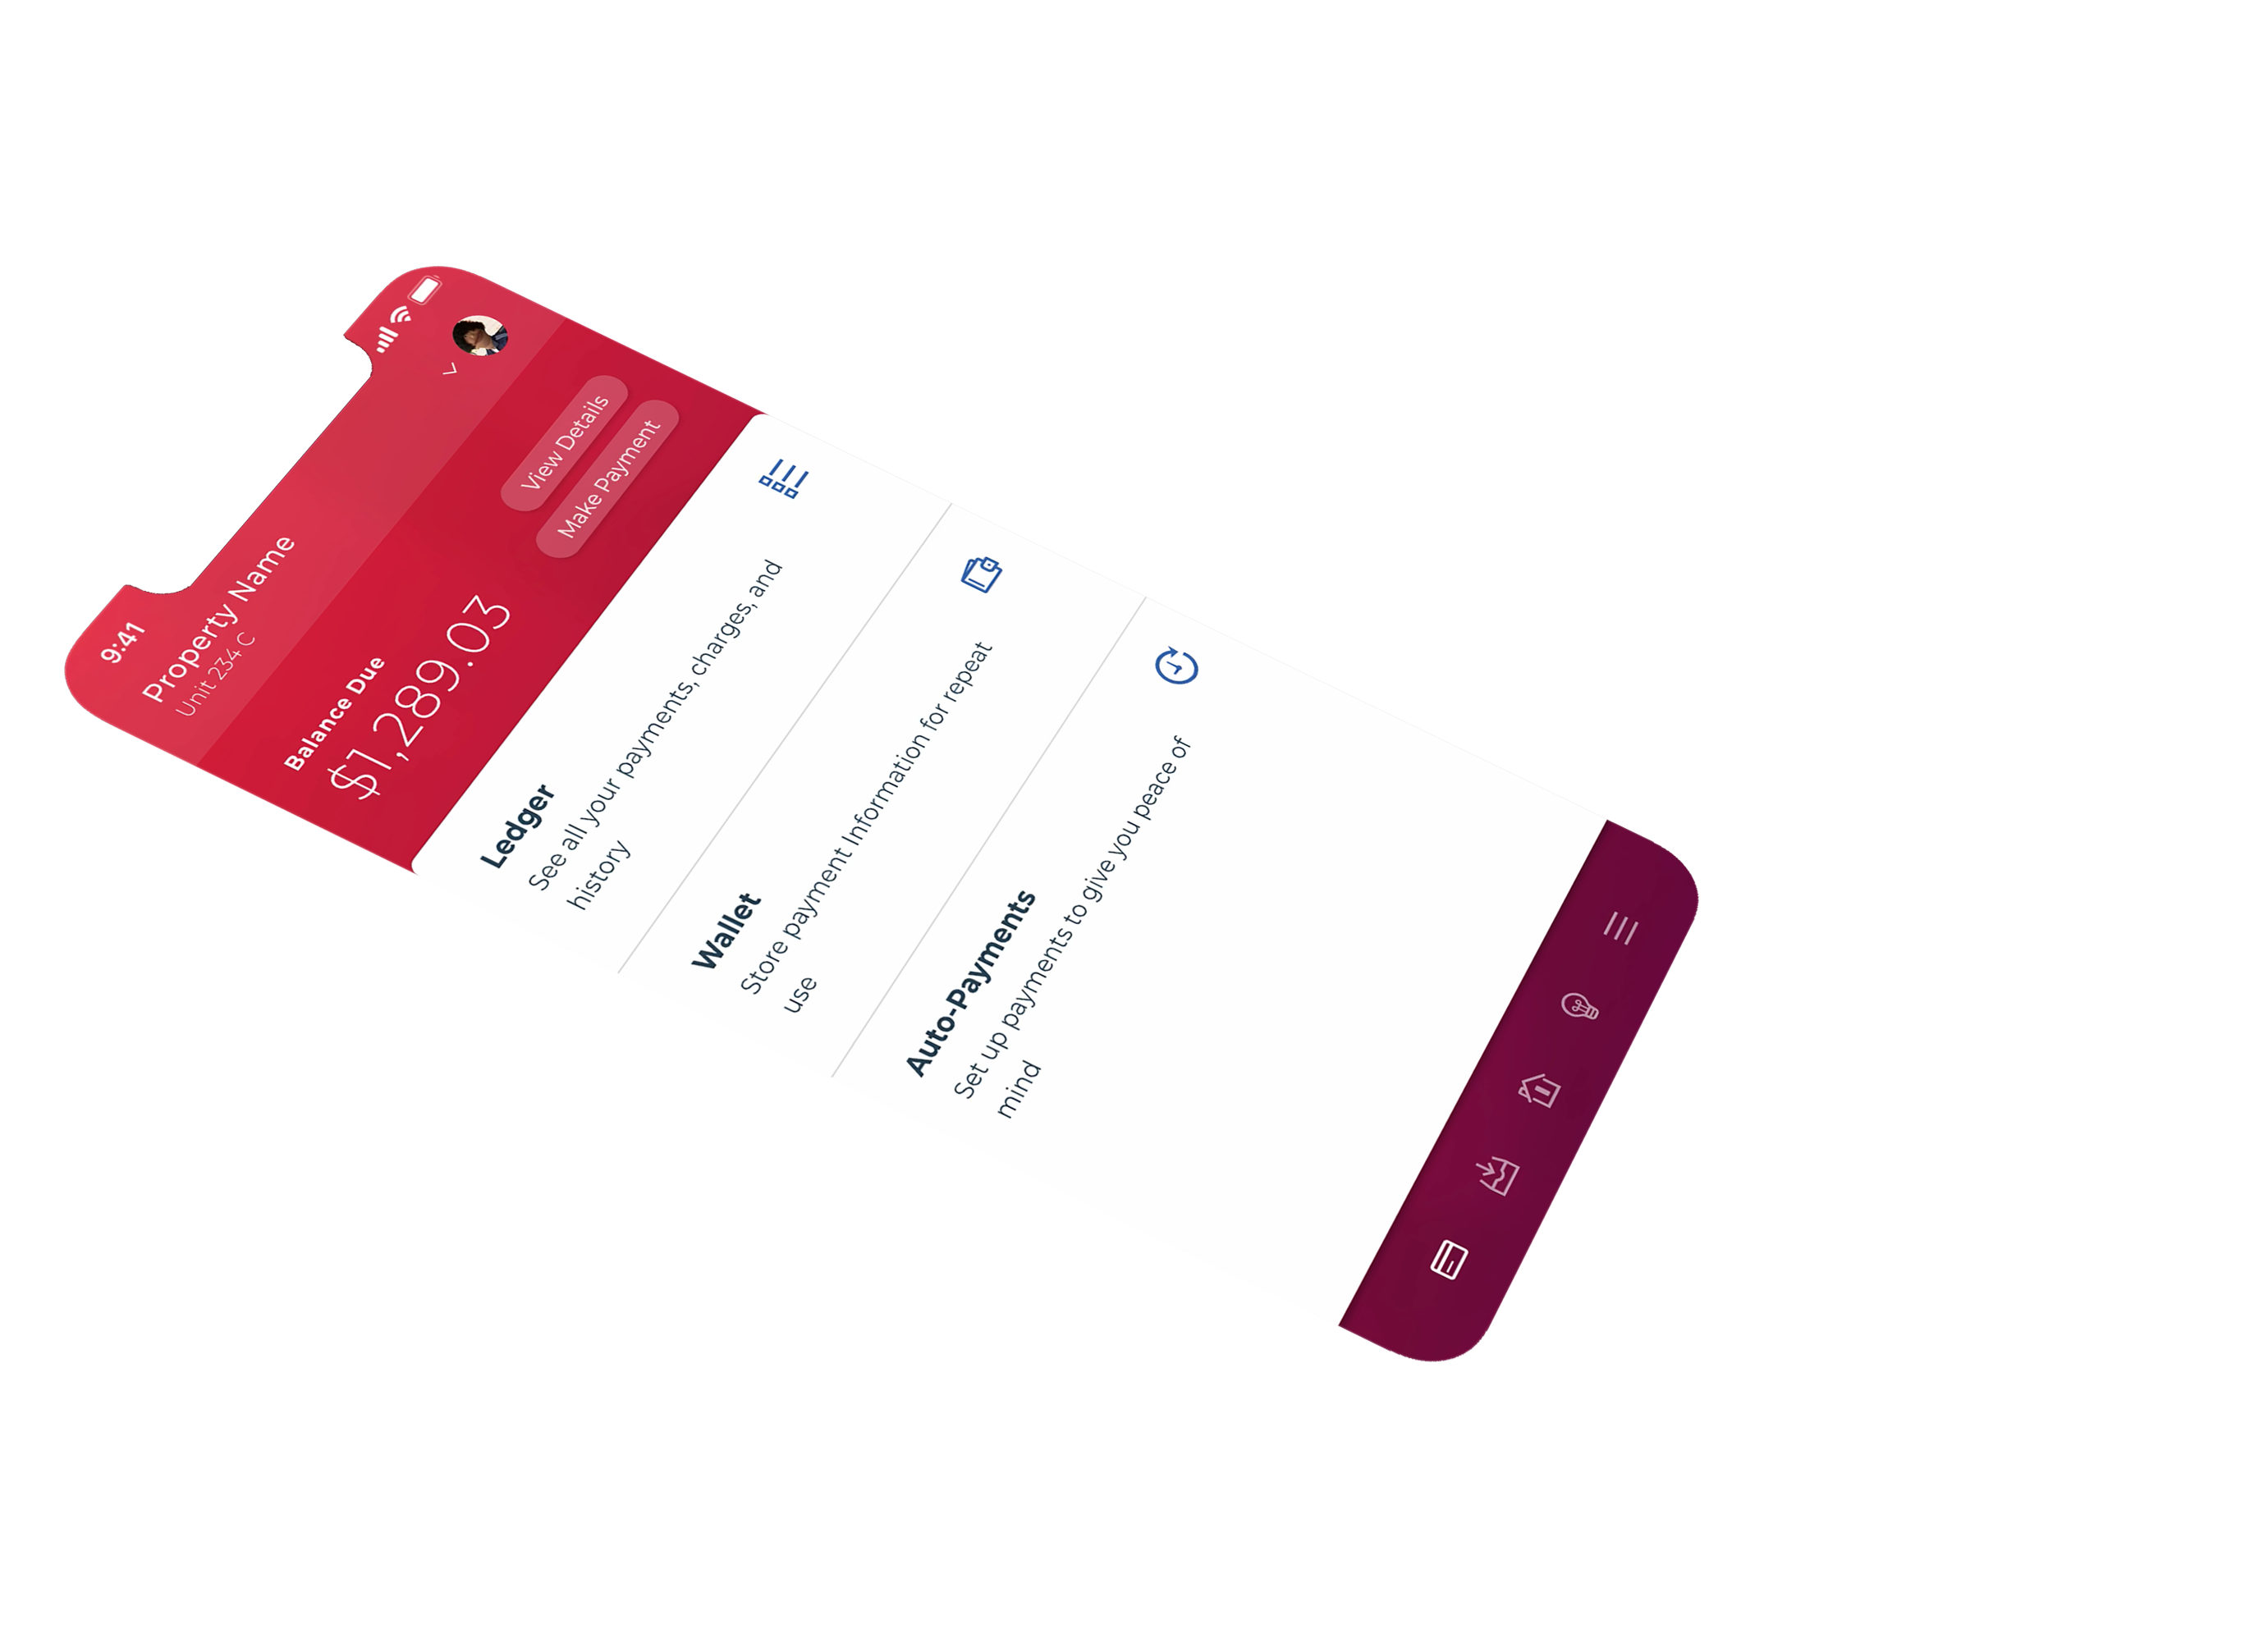 9:41
Property Name
Unit 234 C
Balance Due
$1,289.03
View Details
Make Payment
Ledger
See all your payments, charges, and
history
Wallet
Store payment Information for repeat
use
Auto-Payments
Set up payments to give you peace of
mind